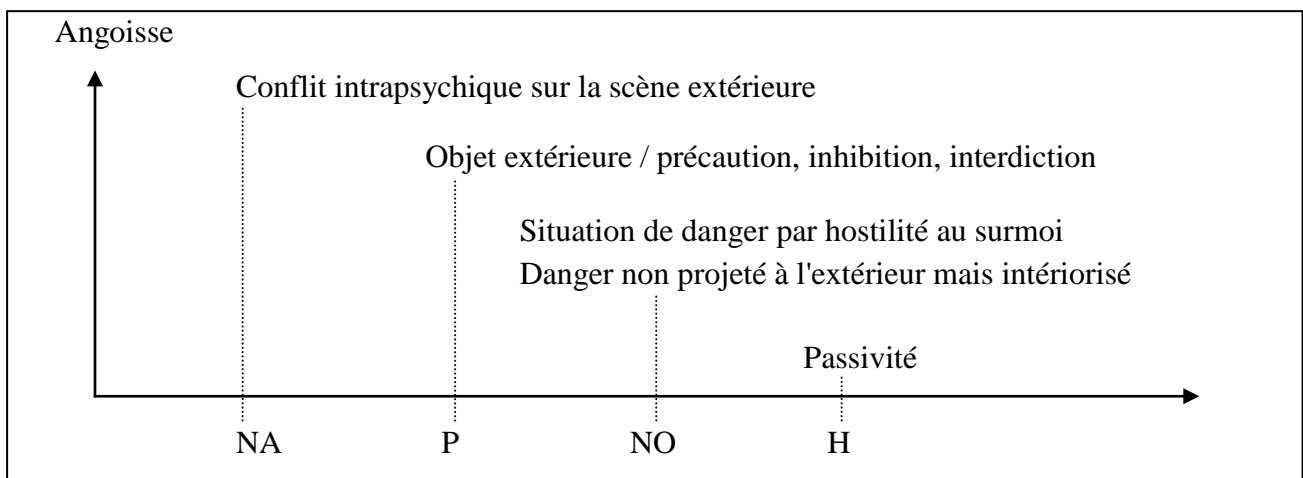 Angoisse
Conflit intrapsychique sur la scène extérieure
Objet extérieure / précaution, inhibition, interdiction
Situation de danger par hostilité au surmoi
Danger non projeté à l'extérieur mais intériorisé
Passivité
NA P NO H